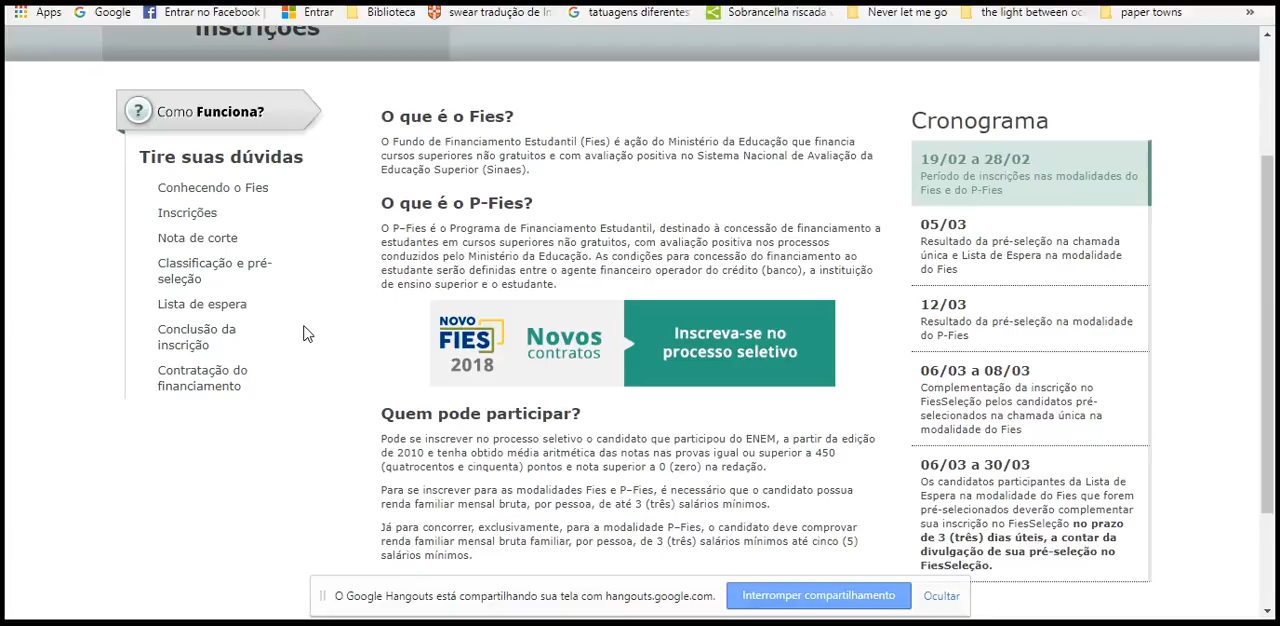 Apps Google Entrar no Facebook Entrar Biblioteca swear tradução de In tatuagens diferentes Sobrancelha riscada Never let me go the light between oc paper towns »
Inscrições
? Como Funciona?
Tire suas dúvidas
Conhecendo o Fies
Inscrições
Nota de corte
Classificação e pré-
seleção
Lista de espera
Conclusão da
inscrição
Contratação do
financiamento
O que é o Fies?
O Fundo de Financiamento Estudantil (Fies) é ação do Ministério da Educação que financia
cursos superiores não gratuitos e com avaliação positiva no Sistema Nacional de Avaliação da
Educação Superior (Sinaes).
O que é o P-Fies?
O P–Fies é o Programa de Financiamento Estudantil, destinado à concessão de financiamento a
estudantes em cursos superiores não gratuitos, com avaliação positiva nos processos
conduzidos pelo Ministério da Educação. As condições para concessão do financiamento ao
estudante serão definidas entre o agente financeiro operador do crédito (banco), a instituição
de ensino superior e o estudante.
NOVO
FIES
2018
Novos
contratos
Inscreva-se no
processo seletivo
Quem pode participar?
Pode se inscrever no processo seletivo o candidato que participou do ENEM, a partir da edição
de 2010 e tenha obtido média aritmética das notas nas provas igual ou superior a 450
(quatrocentos e cinquenta) pontos e nota superior a 0 (zero) na redação.
Para se inscrever para as modalidades Fies e P–Fies, é necessário que o candidato possua
renda familiar mensal bruta, por pessoa, de até 3 (três) salários mínimos.
Já para concorrer, exclusivamente, para a modalidade P–Fies, o candidato deve comprovar
renda familiar mensal bruta familiar, por pessoa, de 3 (três) salários mínimos até cinco (5)
salários mínimos.
Cronograma
19/02 a 28/02
Período de inscrições nas modalidades do
Fies e do P-Fies
05/03
Resultado da pré-seleção na chamada
única e Lista de Espera na modalidade
do Fies
12/03
Resultado da pré-seleção na modalidade
do P-Fies
06/03 a 08/03
Complementação da inscrição no
FiesSeleção pelos candidatos pré-
selecionados na chamada única na
modalidade do Fies
06/03 a 30/03
Os candidatos participantes da Lista de
Espera na modalidade do Fies que forem
pré-selecionados deverão complementar
sua inscrição no FiesSeleção no prazo
de 3 (três) dias úteis, a contar da
divulgação de sua pré-seleção no
FiesSeleção.
O Google Hangouts está compartilhando sua tela com hangouts.google.com. Interromper compartilhamento Ocultar